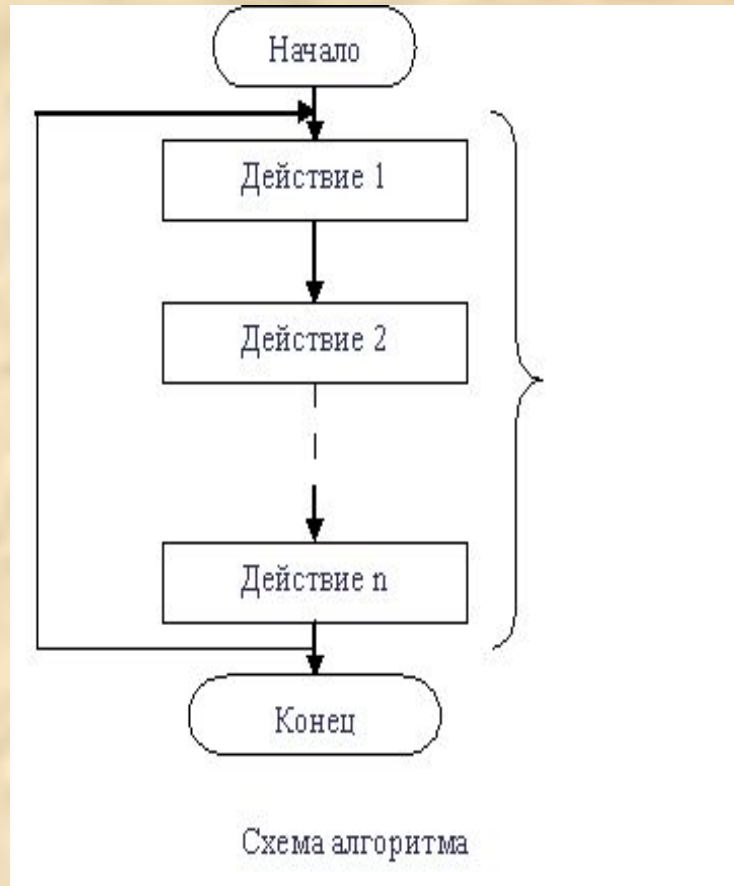 Начало
Действие 1
Действие 2
Действие n
Конец
Схема алгоритма